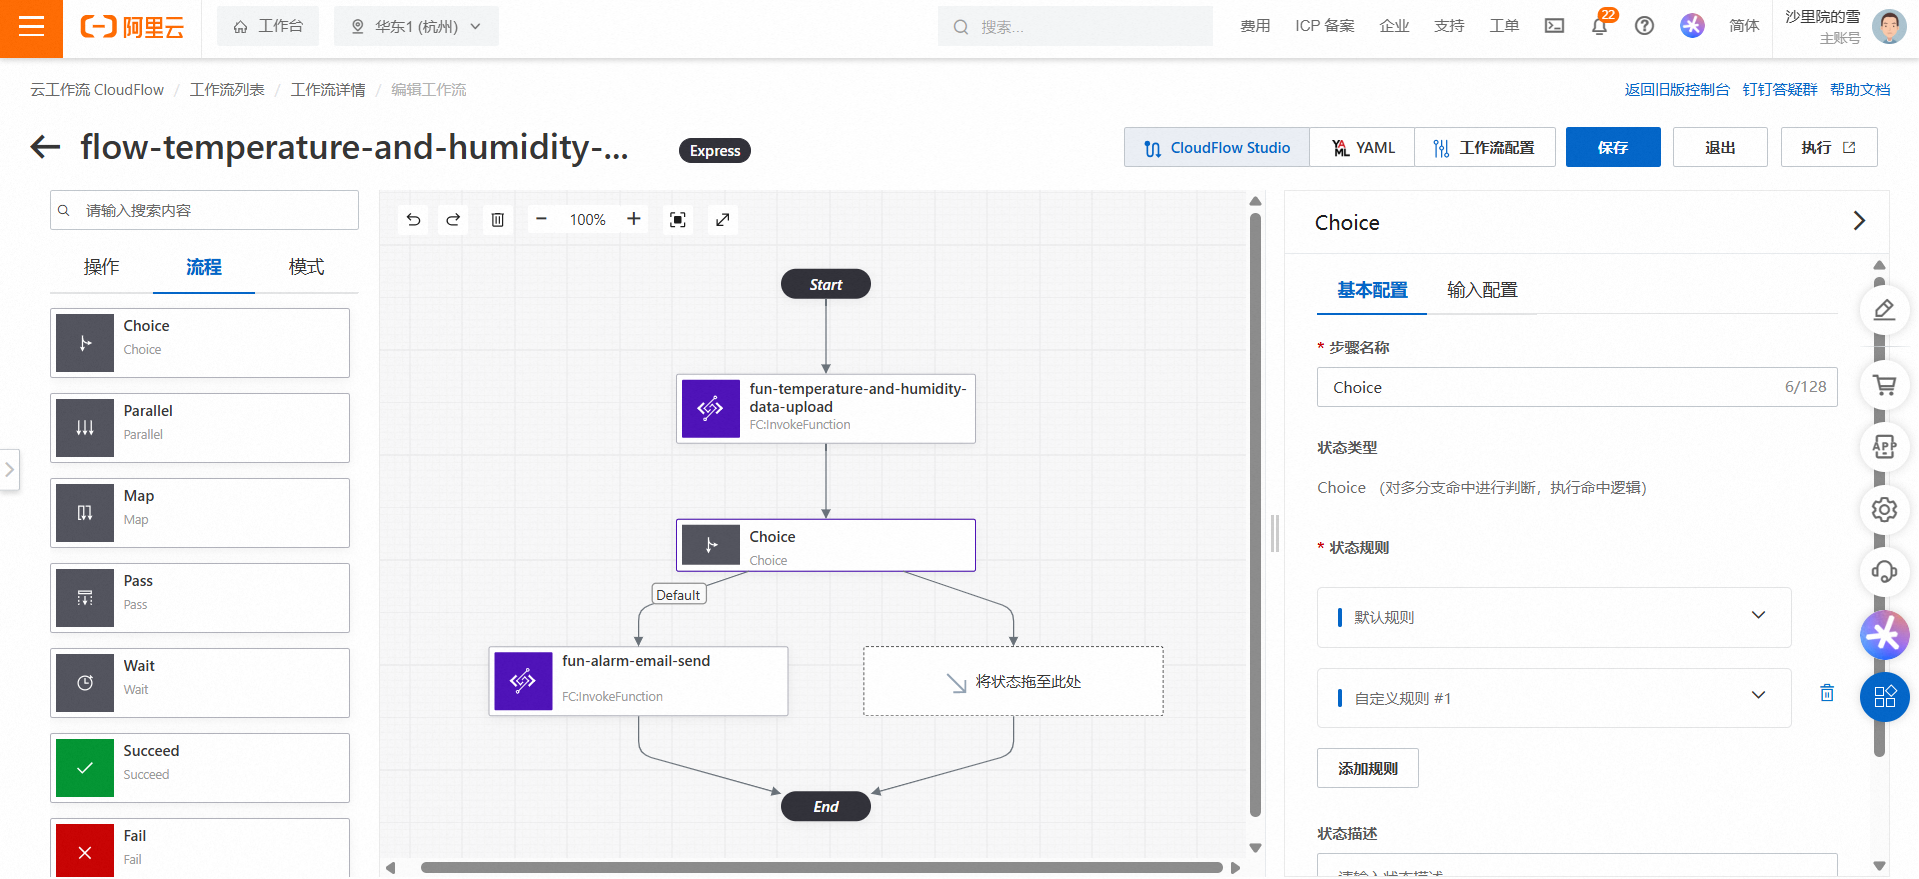 阿里云
工作台
华东1 (杭州)
搜索...
费用
ICP 备案
企业
支持
工单
22
简体
沙里院的雪
主账号
云工作流 CloudFlow / 工作流列表 / 工作流详情 / 编辑工作流
返回旧版控制台 钉钉答疑群 帮助文档
flow-temperature-and-humidity-...
Express
CloudFlow Studio
YAML
YAML
工作流配置
保存
退出
执行
请输入搜索内容
操作
流程
模式
Choice
Choice
Parallel
Parallel
Map
Map
Pass
Pass
Wait
Wait
Succeed
Succeed
Fail
Fail
100%
Start
fun-temperature-and-humidity-
data-upload
FC:InvokeFunction
Choice
Choice
Default
fun-alarm-email-send
FC:InvokeFunction
将状态拖至此处
End
Choice
基本配置
输入配置
* 步骤名称
Choice
6/128
状态类型
Choice （对多分支命中进行判断，执行命中逻辑）
* 状态规则
默认规则
自定义规则 #1
添加规则
状态描述
请输入状态描述
APP